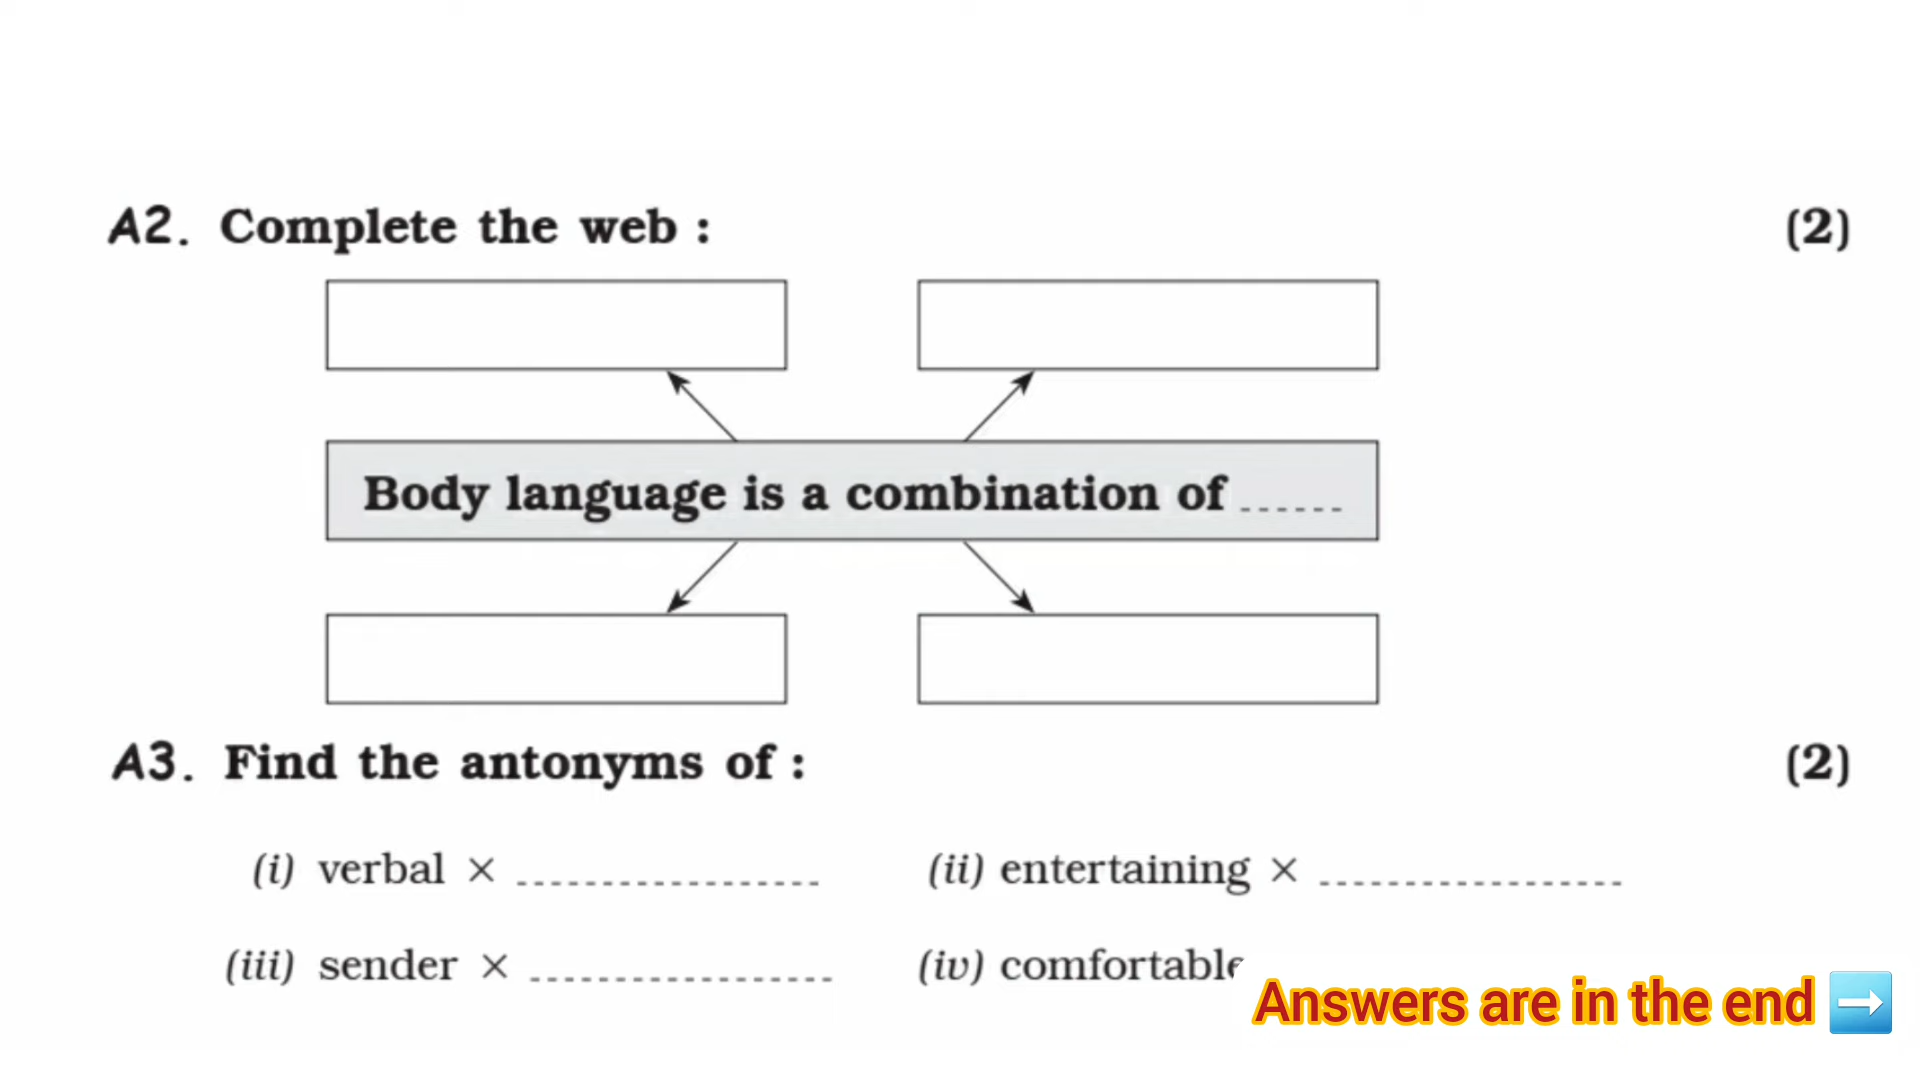 A2. Complete the web : (2)
Body language is a combination of ------
A3. Find the antonyms of : (2)
(i) verbal × ------------------ (ii) entertaining × ------------------
(iii) sender × ------------------ (iv) comfortable
Answers are in the end ➡